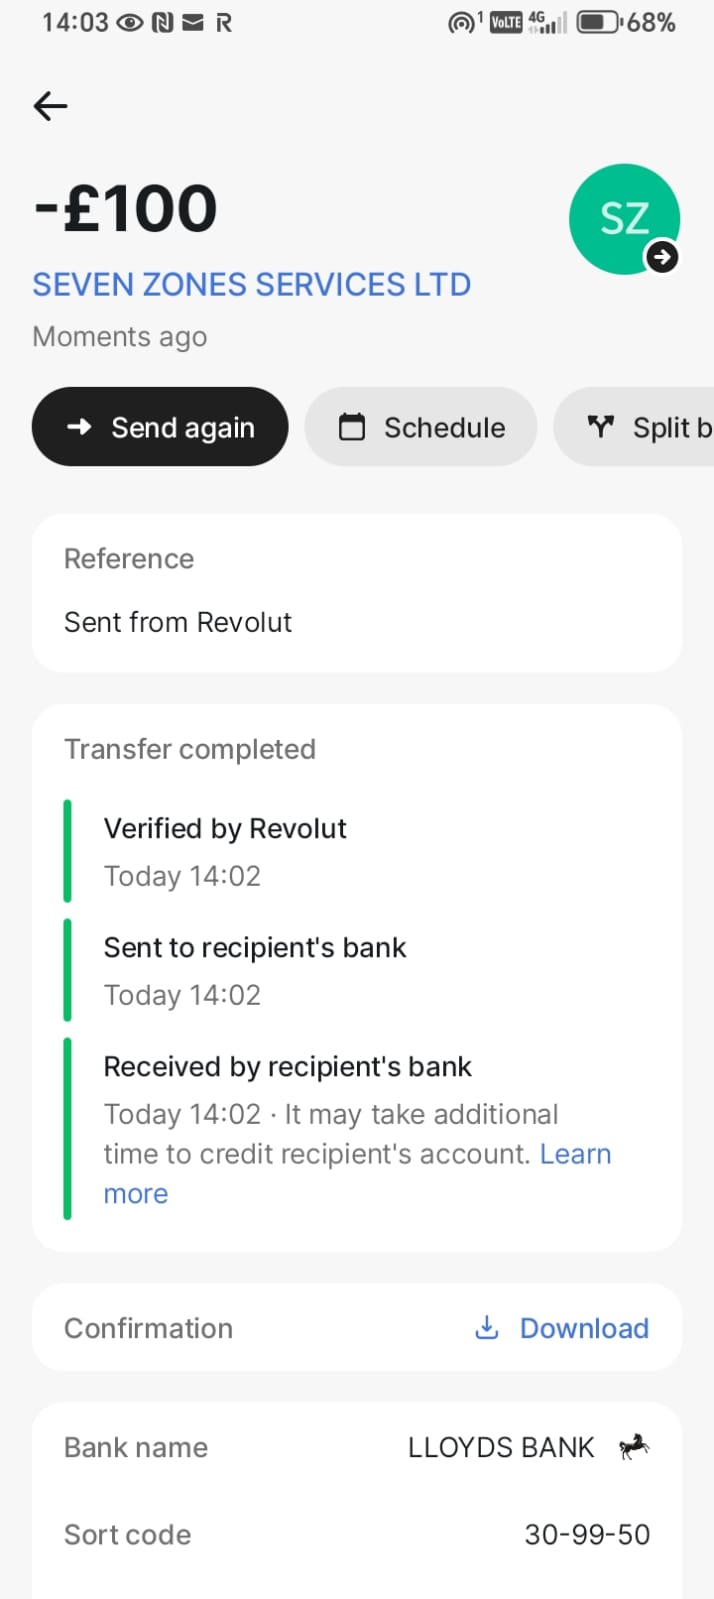 14:03 R 1 VoLTE 4G 68%
-£100
SZ
SEVEN ZONES SERVICES LTD
Moments ago
Send again Schedule Split b
Reference
Sent from Revolut
Transfer completed
Verified by Revolut
Today 14:02
Sent to recipient's bank
Today 14:02
Received by recipient's bank
Today 14:02 · It may take additional
time to credit recipient's account. Learn
more
Confirmation Download
Bank name LLOYDS BANK
Sort code 30-99-50